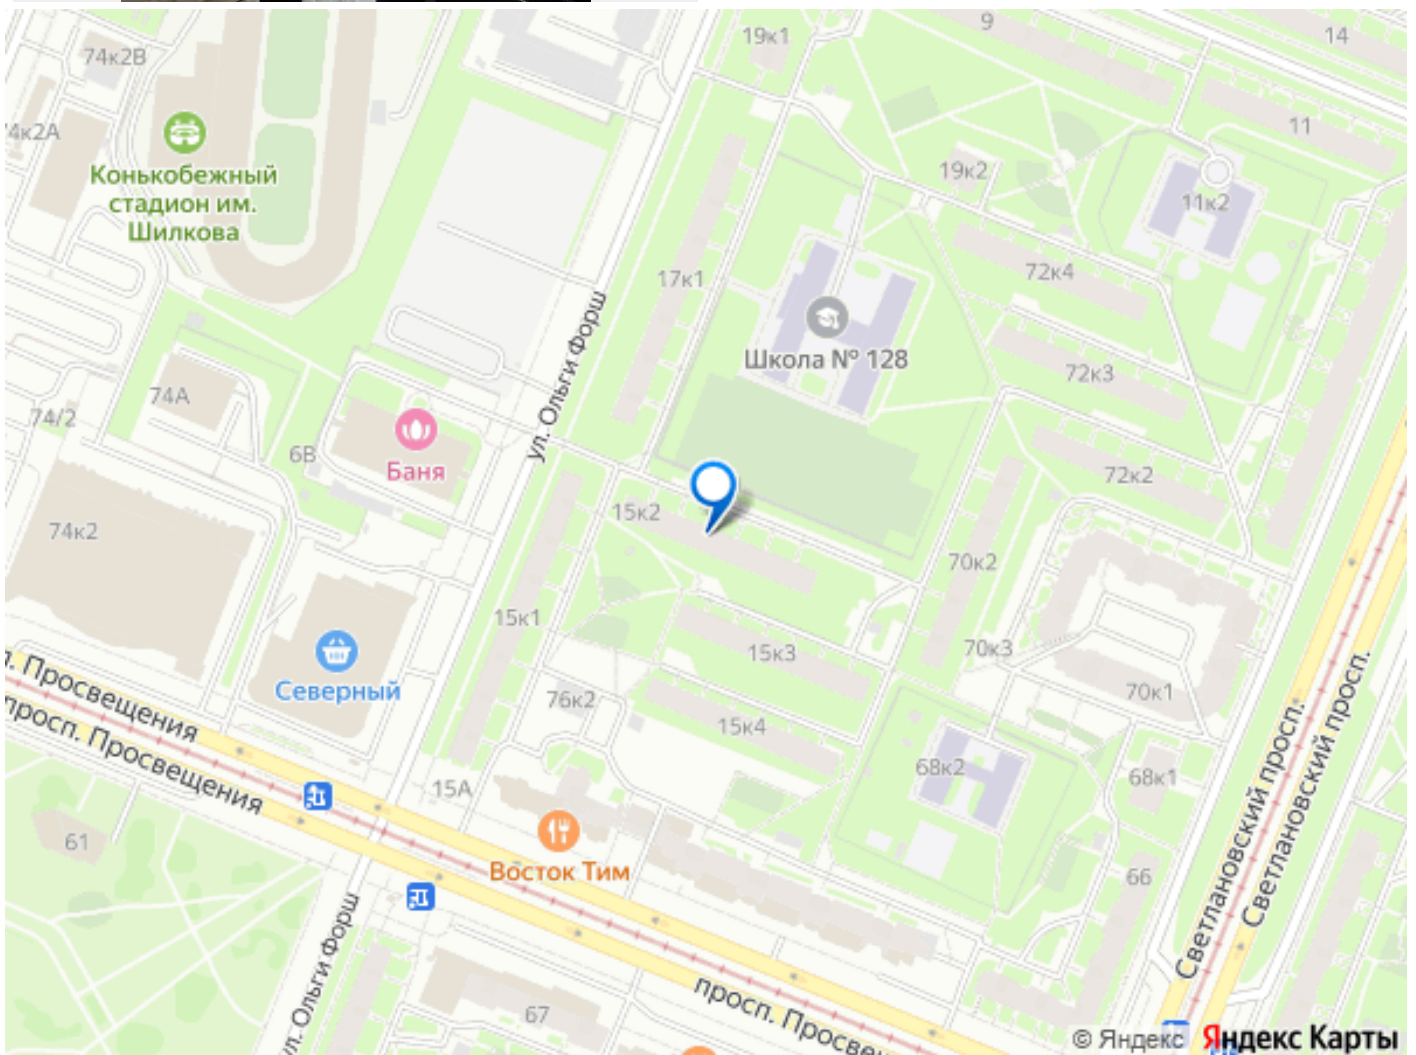 9
14
19к1
74к2В
11
4к2А
19к2
Конькобежный
стадион им.
Шилкова
11к2
72к4
17к1
ул. Ольги Форш
Школа № 128
72к3
74А
74/2
6В
Баня
72к2
15к2
74к2
70к2
15к1
70к3
15к3
Северный
70к1
76к2
15к4
л. Просвещения
просп. Просвещения
68к2
68к1
15А
61
Восток Тим
66
Светлановский просп.
Светлановский просп.
ул. Ольги Форш
67
просп. Просвещ
© Яндекс Яндекс Карты